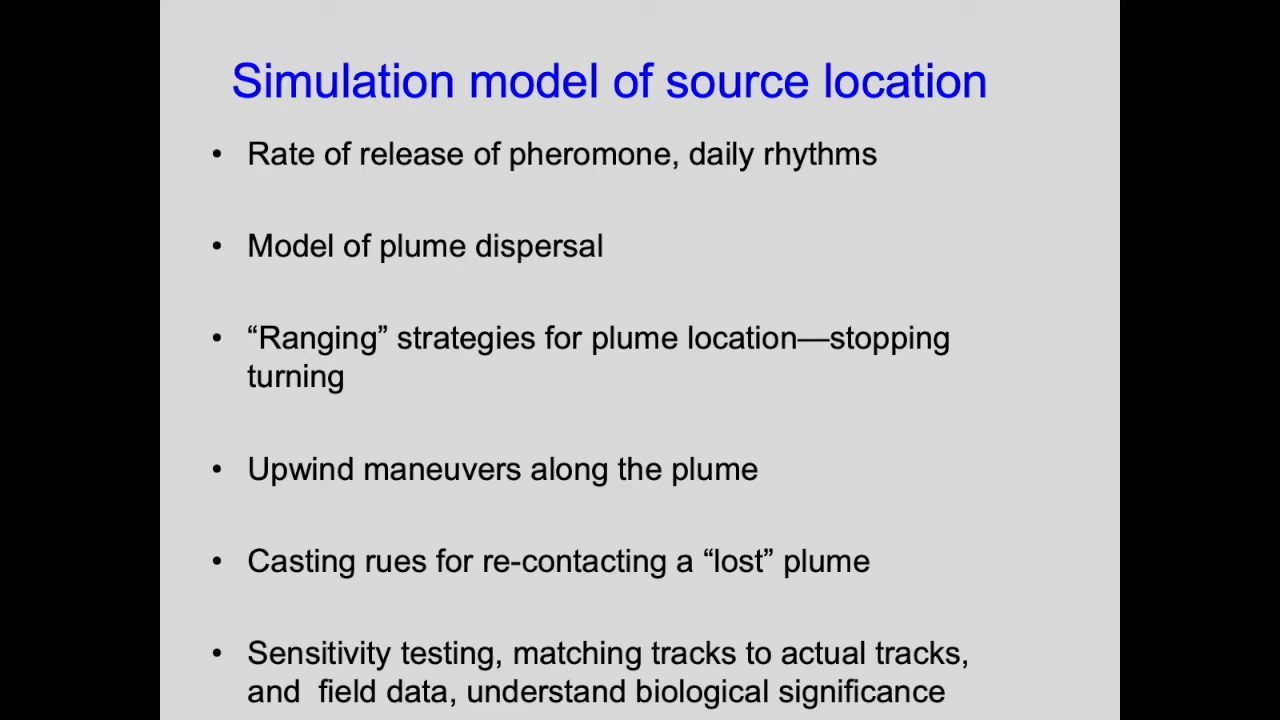 Simulation model of source location
• Rate of release of pheromone, daily rhythms
• Model of plume dispersal
• “Ranging” strategies for plume location—stopping
turning
• Upwind maneuvers along the plume
• Casting rues for re-contacting a “lost” plume
• Sensitivity testing, matching tracks to actual tracks,
and  field data, understand biological significance